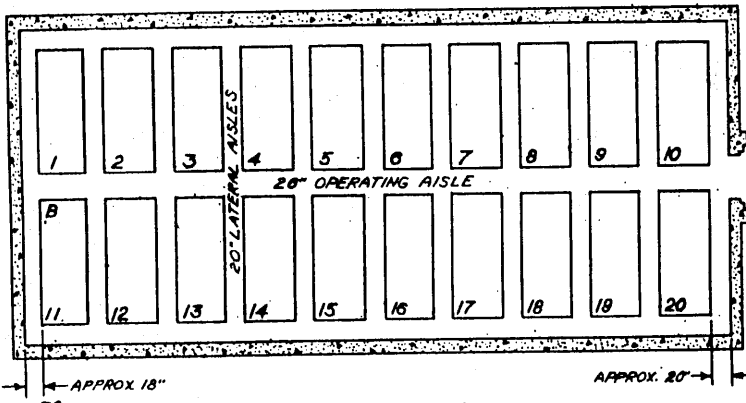 1 2 3 4 5 6 7 8 9 10
20" LATERAL AISLES
26" OPERATING AISLE
B
11 12 13 14 15 16 17 18 19 20
APPROX 18"
APPROX. 20"